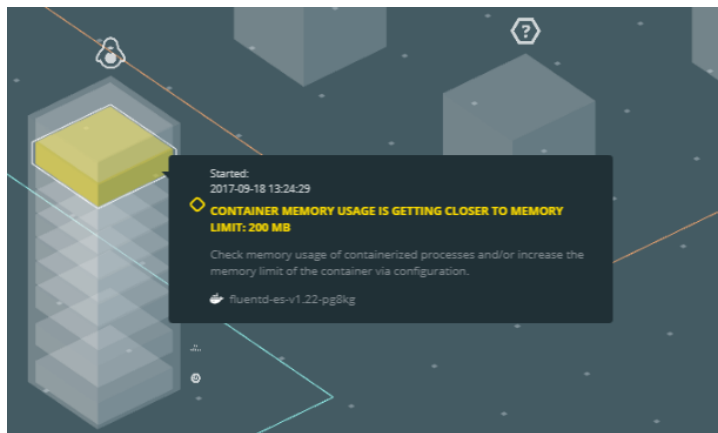 ?
Started:
2017-09-18 13:24:29
CONTAINER MEMORY USAGE IS GETTING CLOSER TO MEMORY
LIMIT: 200 MB
Check memory usage of containerized processes and/or increase the
memory limit of the container via configuration.
fluentd-es-v1.22-pg8kg